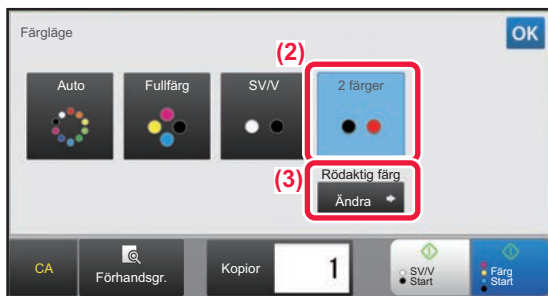 Färgläge
OK
(2)
Auto
Fullfärg
SV/V
2 färger
(3)
Rödaktig färg
Ändra
CA
Förhandsgr.
Kopior
1
SV/V
Start
Färg
Start